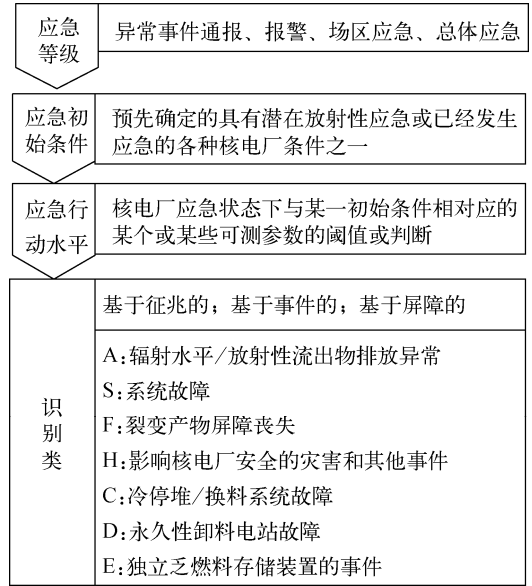 应急
等级
异常事件通报、报警、场区应急、总体应急
应急初
始条件
预先确定的具有潜在放射性应急或已经发生
应急的各种核电厂条件之一
应急行
动水平
核电厂应急状态下与某一初始条件相对应的
某个或某些可测参数的阈值或判断
识
别
类
基于征兆的；基于事件的；基于屏障的
A:辐射水平/放射性流出物排放异常
S:系统故障
F:裂变产物屏障丧失
H:影响核电厂安全的灾害和其他事件
C:冷停堆/换料系统故障
D:永久性卸料电站故障
E:独立乏燃料存储装置的事件